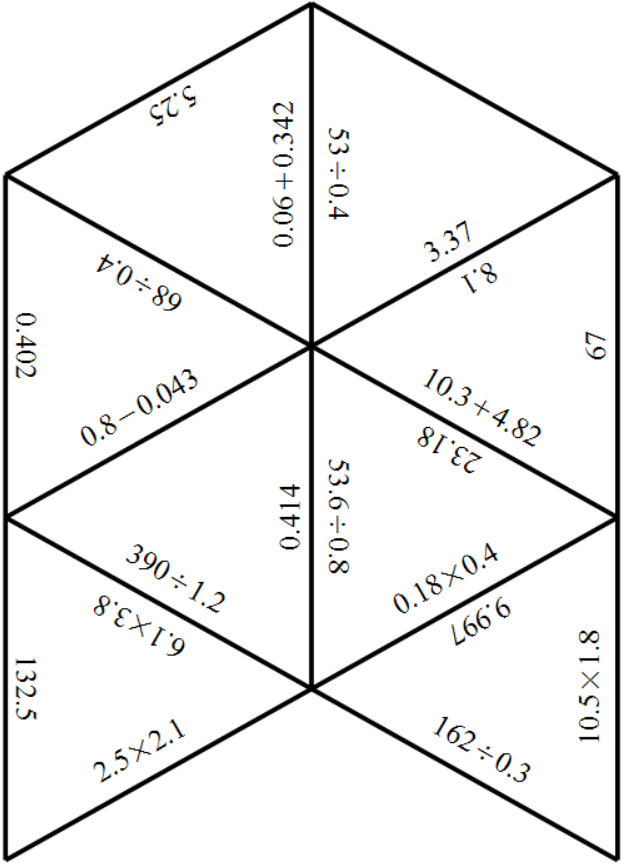 5.25
0.06 + 0.342
53 ÷ 0.4
3.37
8.1
68 ÷ 0.4
0.402
67
0.8 − 0.043
10.3 + 4.82
23.18
0.414
53.6 ÷ 0.8
390 ÷ 1.2
6.1 × 3.8
0.18 × 0.4
9.997
132.5
10.5 × 1.8
2.5 × 2.1
162 ÷ 0.3